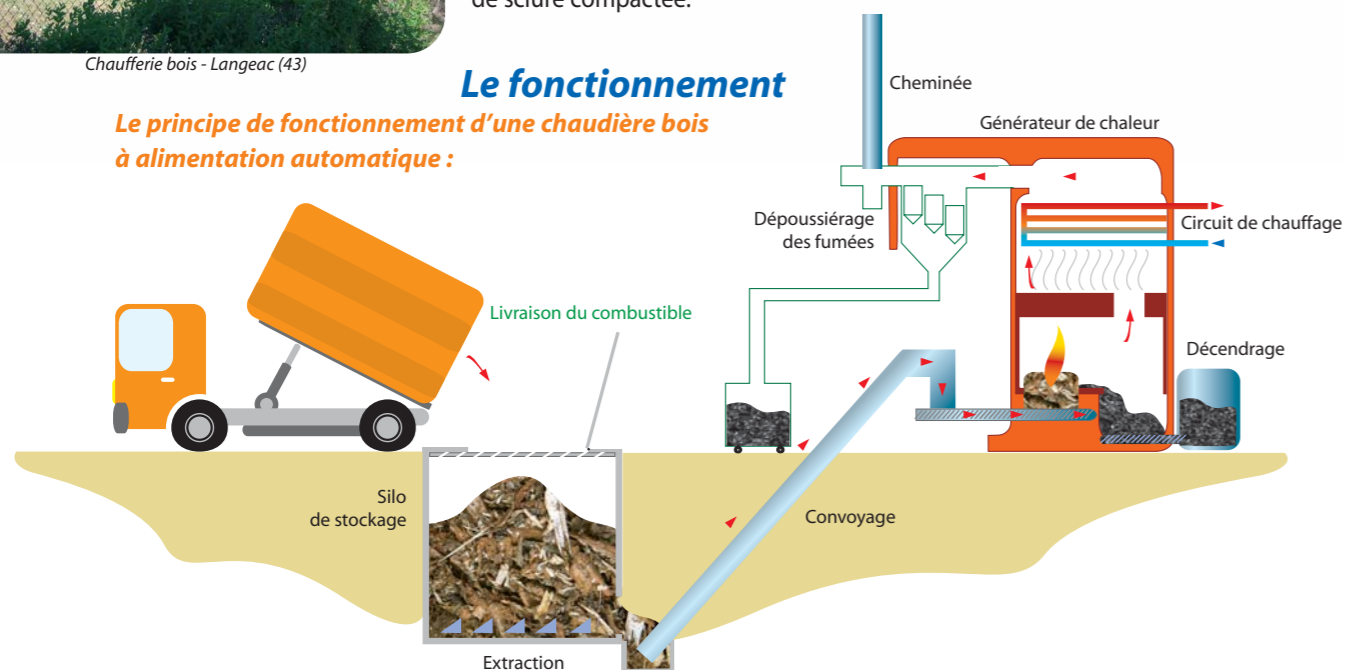 de sciure compactée.
Chaufferie bois - Langeac (43)
Le fonctionnement
Le principe de fonctionnement d'une chaudière bois
à alimentation automatique :
Cheminée
Générateur de chaleur
Dépoussiérage
des fumées
Circuit de chauffage
Livraison du combustible
Décendrage
Silo
de stockage
Convoyage
Extraction